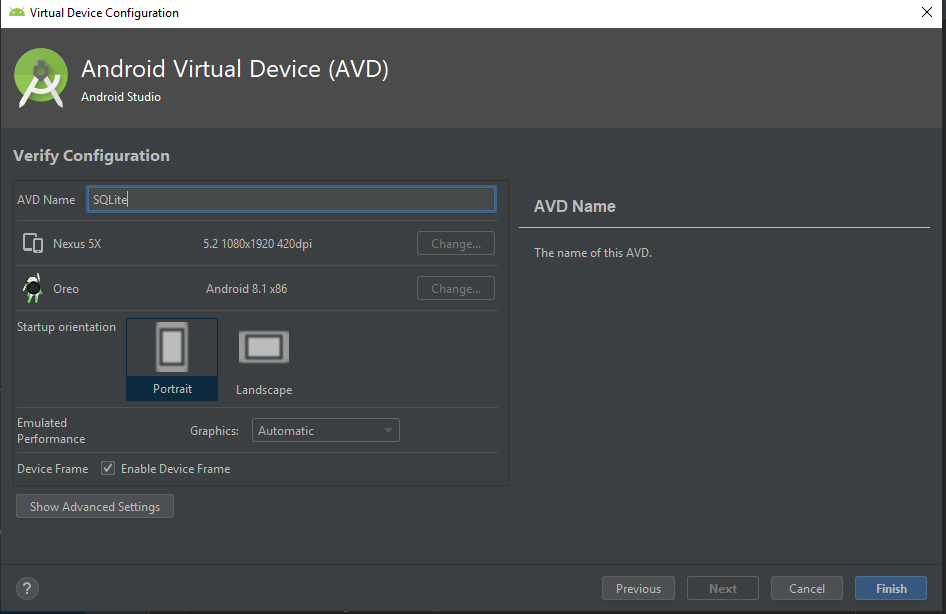 Virtual Device Configuration
Android Virtual Device (AVD)
Android Studio
Verify Configuration
AVD Name SQLite
Nexus 5X 5.2 1080x1920 420dpi Change...
Oreo Android 8.1 x86 Change...
Startup orientation
Portrait Landscape
Emulated
Performance Graphics: Automatic
Device Frame Enable Device Frame
Show Advanced Settings
AVD Name
The name of this AVD.
? Previous Next Cancel Finish